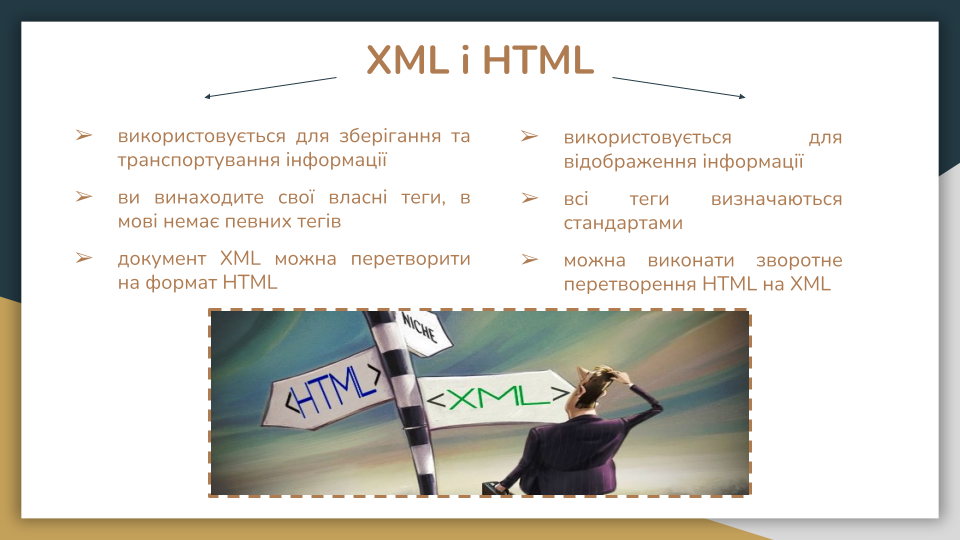 XML і HTML
➢ використовується для зберігання та
транспортування інформації
➢ ви винаходите свої власні теги, в
мові немає певних тегів
➢ документ XML можна перетворити
на формат HTML
➢ використовується для
відображення інформації
➢ всі теги визначаються
стандартами
➢ можна виконати зворотне
перетворення HTML на XML
NICHE
<HTML>
<XML>